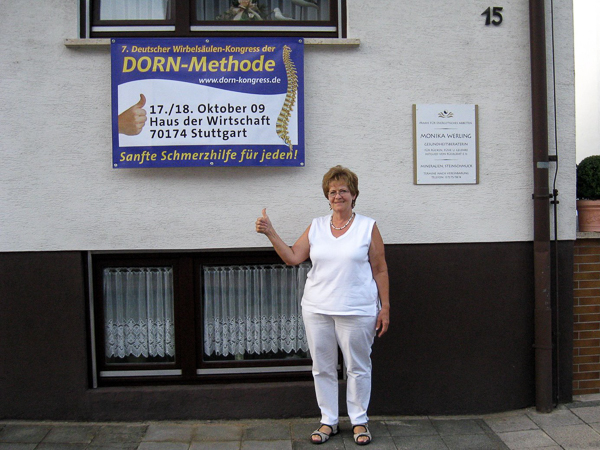 7. Deutscher Wirbelsäulen-Kongress der
DORN-Methode
www.dorn-kongress.de
17./18. Oktober 09
Haus der Wirtschaft
70174 Stuttgart
Sanfte Schmerzhilfe für jeden!
15
MONIKA WERLING